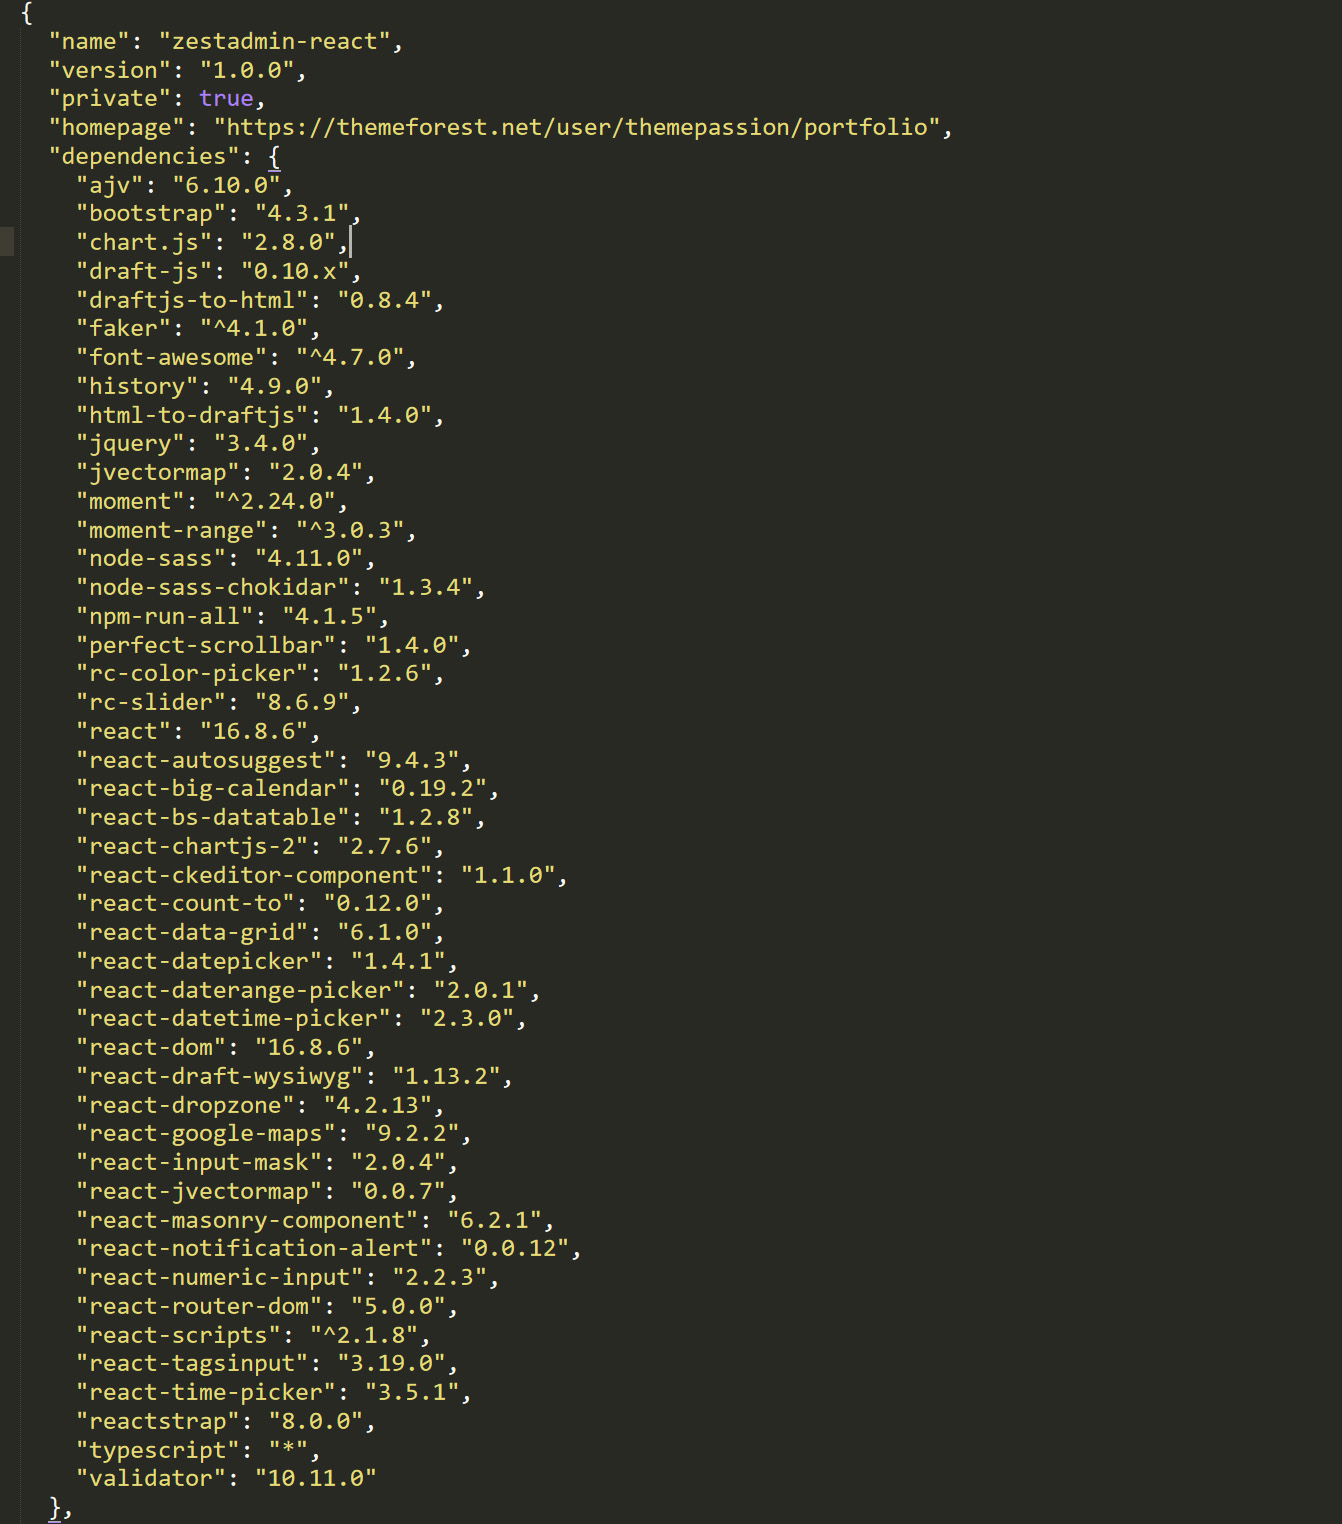 {
  "name": "zestadmin-react",
  "version": "1.0.0",
  "private": true,
  "homepage": "https://themeforest.net/user/themepassion/portfolio",
  "dependencies": {
    "ajv": "6.10.0",
    "bootstrap": "4.3.1",
    "chart.js": "2.8.0",
    "draft-js": "0.10.x",
    "draftjs-to-html": "0.8.4",
    "faker": "^4.1.0",
    "font-awesome": "^4.7.0",
    "history": "4.9.0",
    "html-to-draftjs": "1.4.0",
    "jquery": "3.4.0",
    "jvectormap": "2.0.4",
    "moment": "^2.24.0",
    "moment-range": "^3.0.3",
    "node-sass": "4.11.0",
    "node-sass-chokidar": "1.3.4",
    "npm-run-all": "4.1.5",
    "perfect-scrollbar": "1.4.0",
    "rc-color-picker": "1.2.6",
    "rc-slider": "8.6.9",
    "react": "16.8.6",
    "react-autosuggest": "9.4.3",
    "react-big-calendar": "0.19.2",
    "react-bs-datatable": "1.2.8",
    "react-chartjs-2": "2.7.6",
    "react-ckeditor-component": "1.1.0",
    "react-count-to": "0.12.0",
    "react-data-grid": "6.1.0",
    "react-datepicker": "1.4.1",
    "react-daterange-picker": "2.0.1",
    "react-datetime-picker": "2.3.0",
    "react-dom": "16.8.6",
    "react-draft-wysiwyg": "1.13.2",
    "react-dropzone": "4.2.13",
    "react-google-maps": "9.2.2",
    "react-input-mask": "2.0.4",
    "react-jvectormap": "0.0.7",
    "react-masonry-component": "6.2.1",
    "react-notification-alert": "0.0.12",
    "react-numeric-input": "2.2.3",
    "react-router-dom": "5.0.0",
    "react-scripts": "^2.1.8",
    "react-tagsinput": "3.19.0",
    "react-time-picker": "3.5.1",
    "reactstrap": "8.0.0",
    "typescript": "*",
    "validator": "10.11.0"
  },